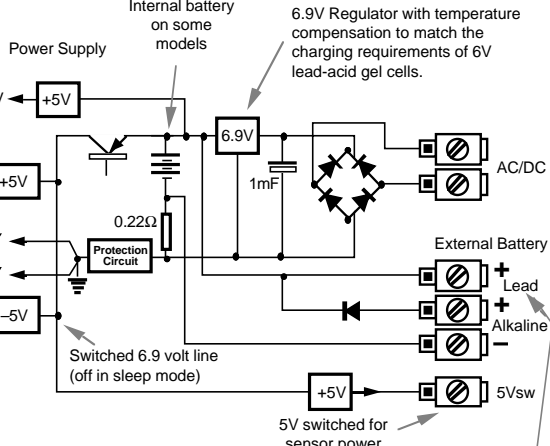 Internal battery
on some
models
6.9V Regulator with temperature
compensation to match the
charging requirements of 6V
lead-acid gel cells.
Power Supply
+5V
6.9V
1mF
AC/DC
+5V
0.22Ω
Protection
Circuit
External Battery
+
Lead
+
Alkaline
–
–5V
Switched 6.9 volt line
(off in sleep mode)
+5V
5Vsw
5V switched for
sensor power